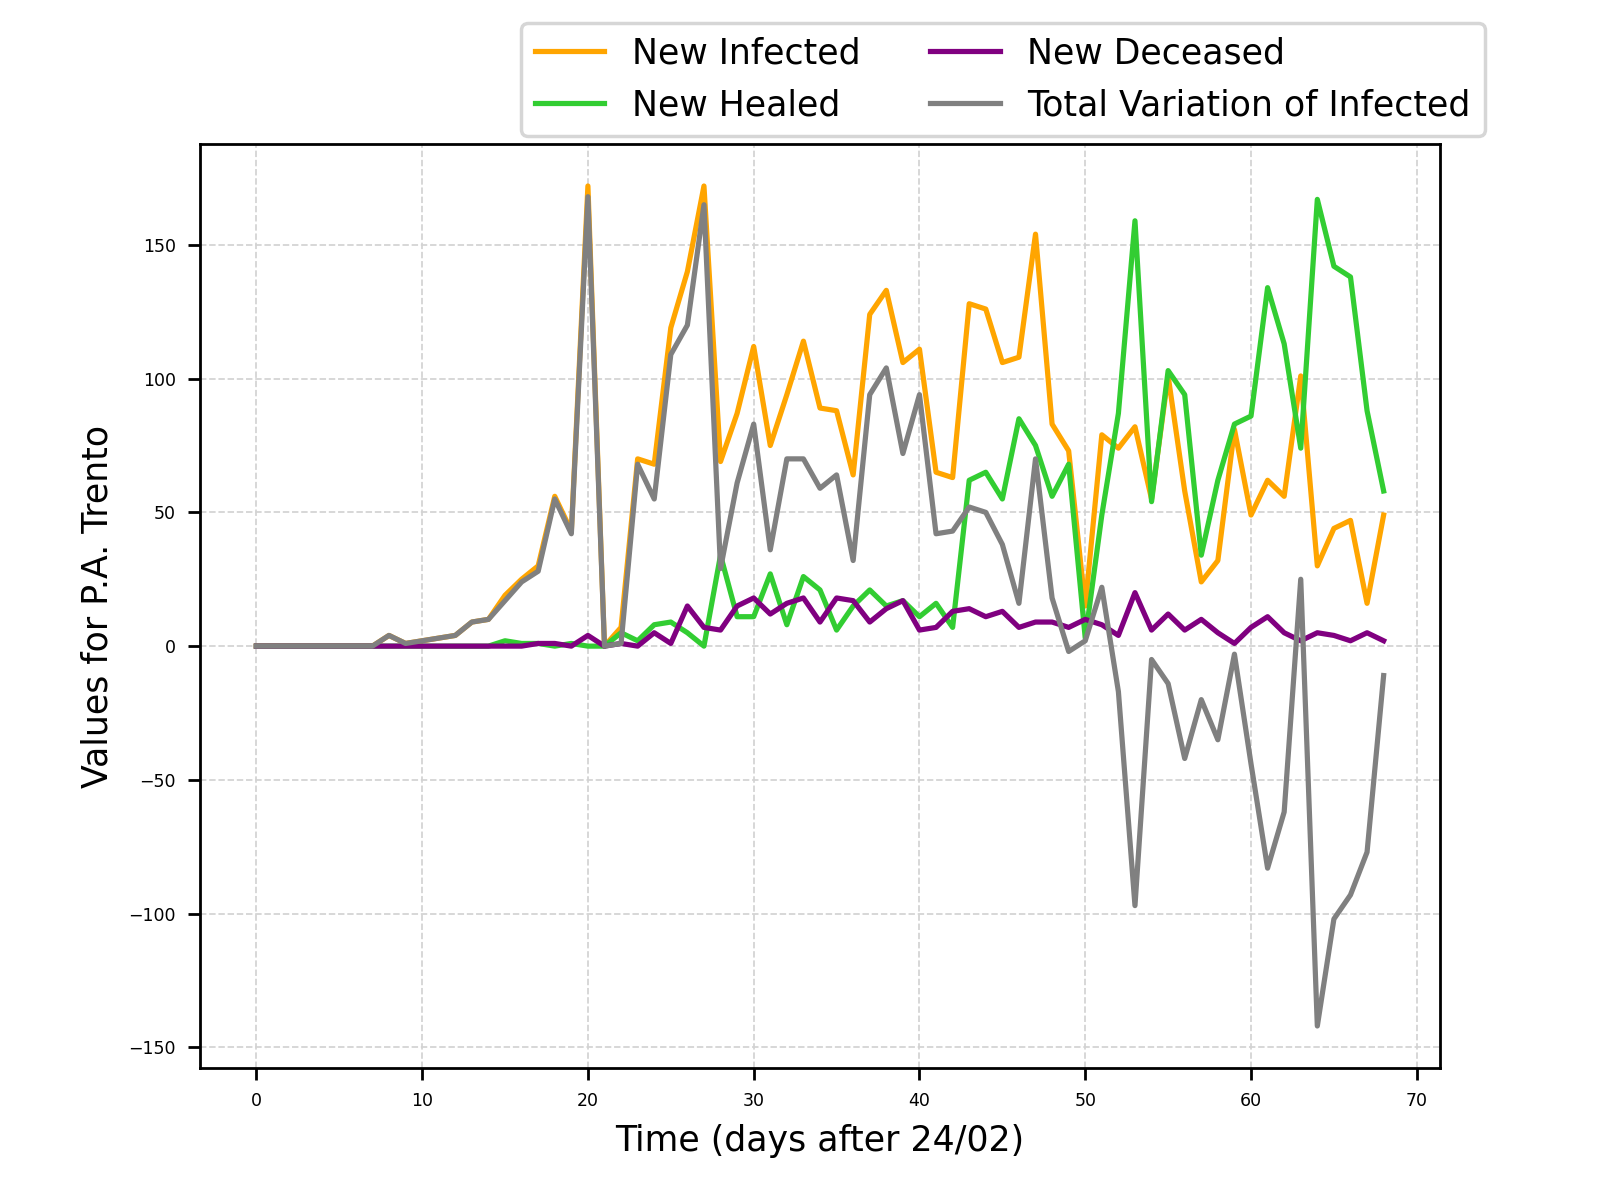 New Infected
New Healed
New Deceased
Total Variation of Infected
Values for P.A. Trento
150
100
50
0
−50
−100
−150
0 10 20 30 40 50 60 70
Time (days after 24/02)